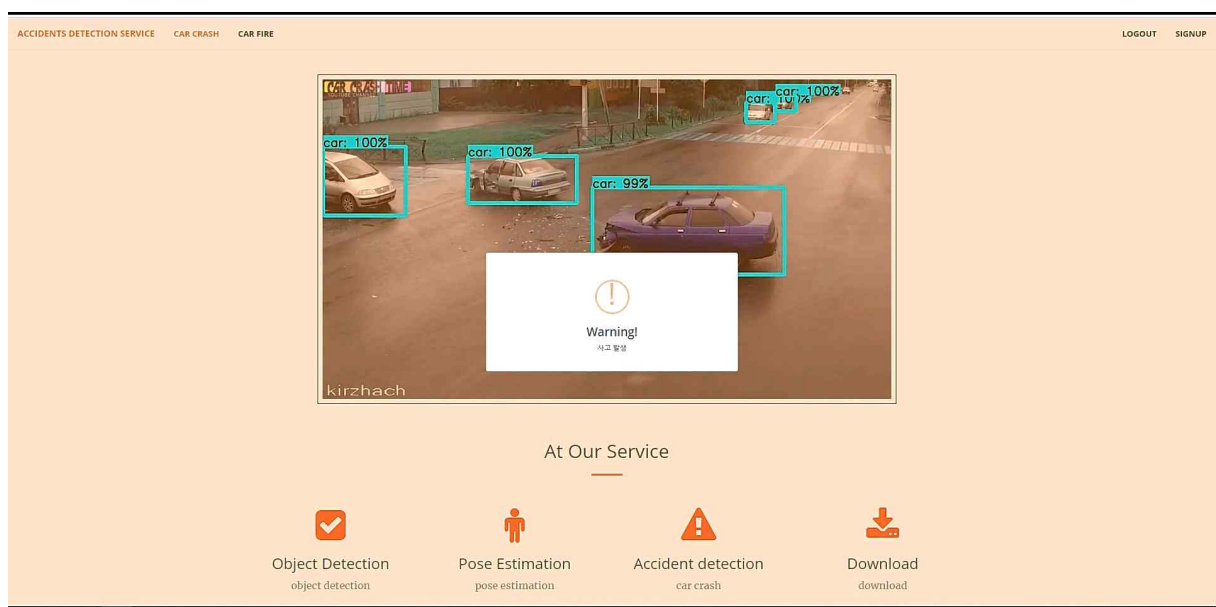 ACCIDENTS DETECTION SERVICE CAR CRASH CAR FIRE LOGOUT SIGNUP
CAR CRASH TIME
car: 100%
car: 100%
car: 100%
car: 100%
car: 99%
Warning!
사고 발생
kirzhach
At Our Service
Object Detection Pose Estimation Accident detection Download
object detection pose estimation car crash download